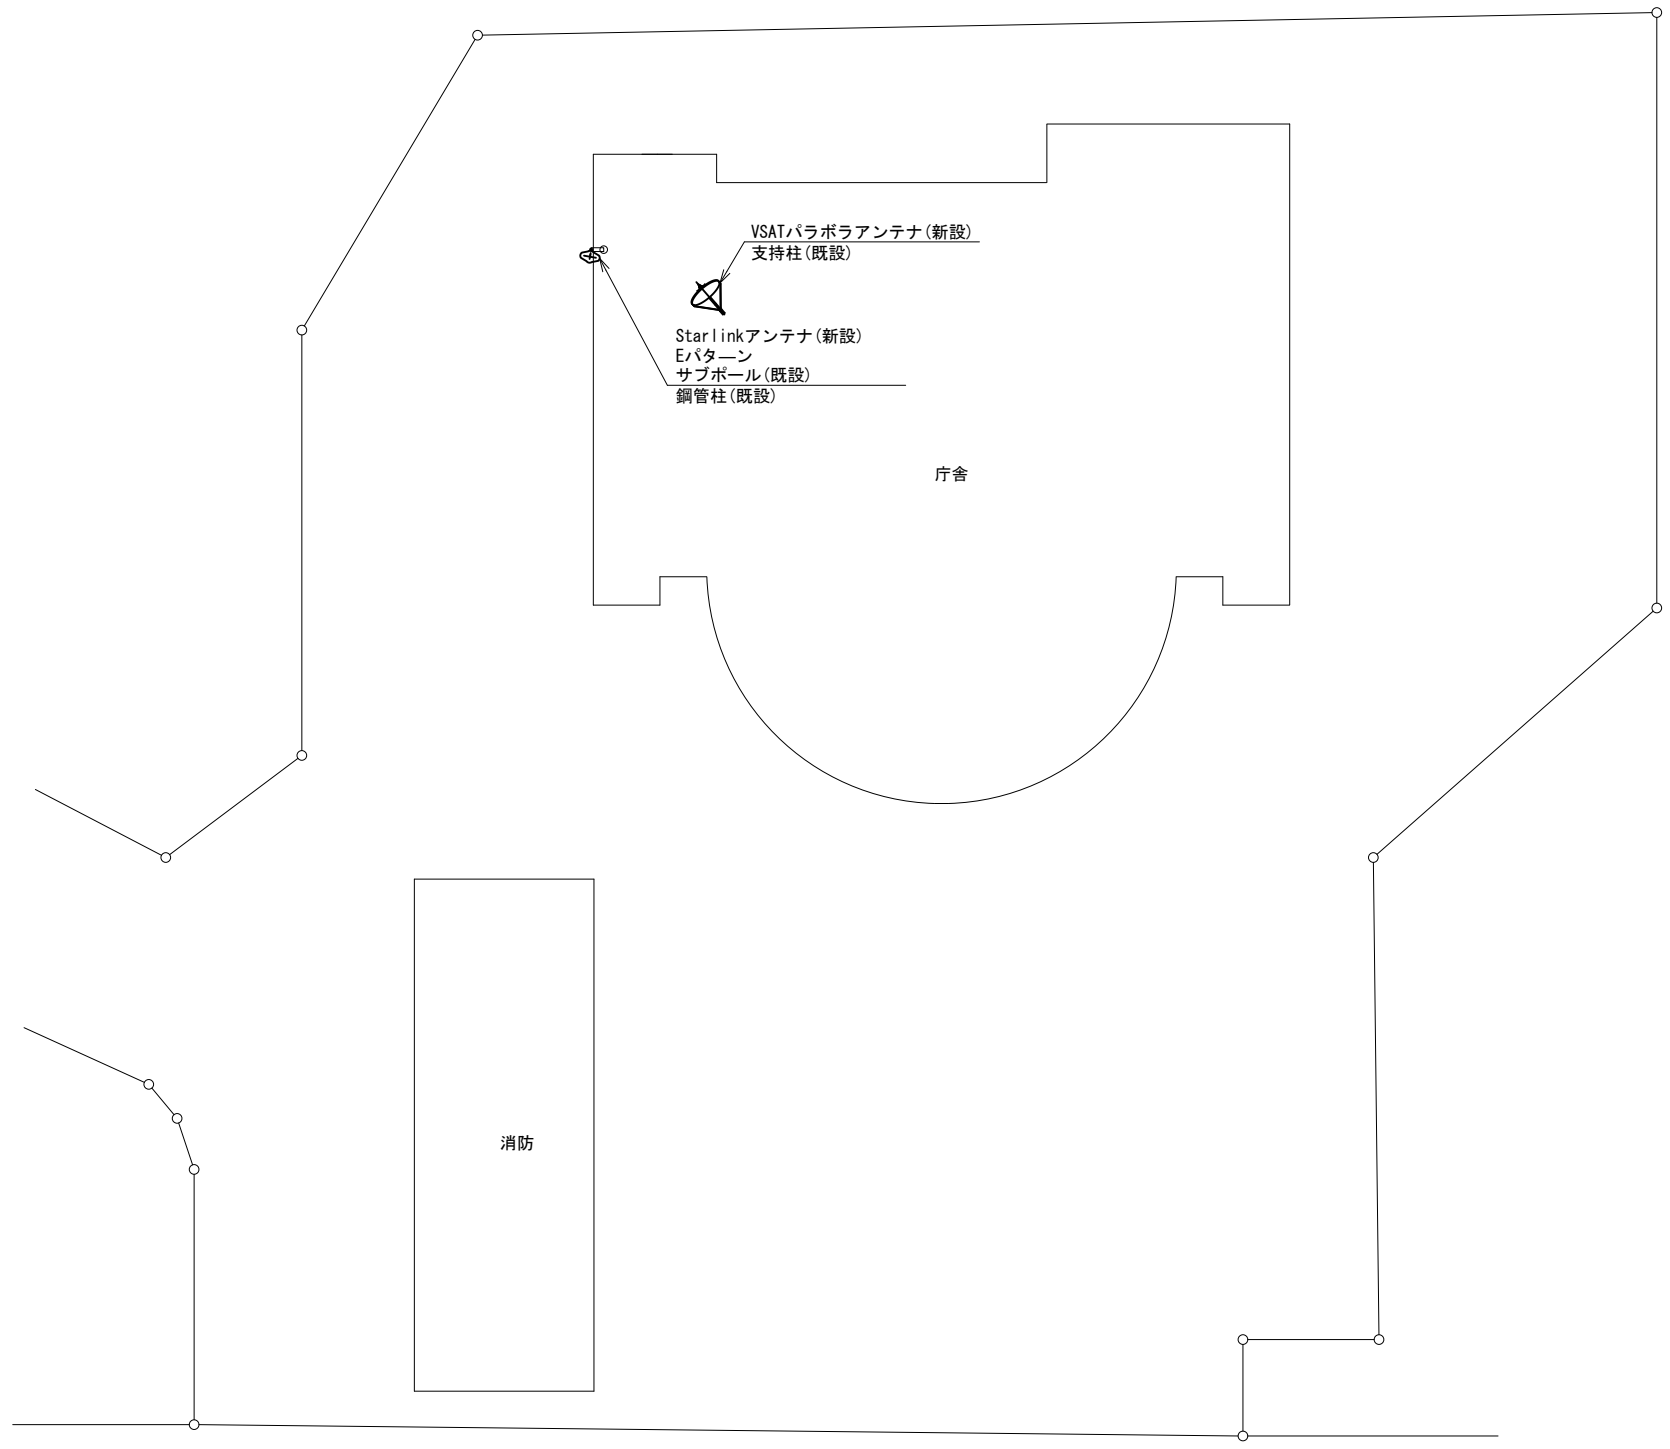 VSATパラボラアンテナ(新設)
支持柱(既設)
Starlinkアンテナ(新設)
Eパターン
サブポール(既設)
鋼管柱(既設)
庁舎
消防